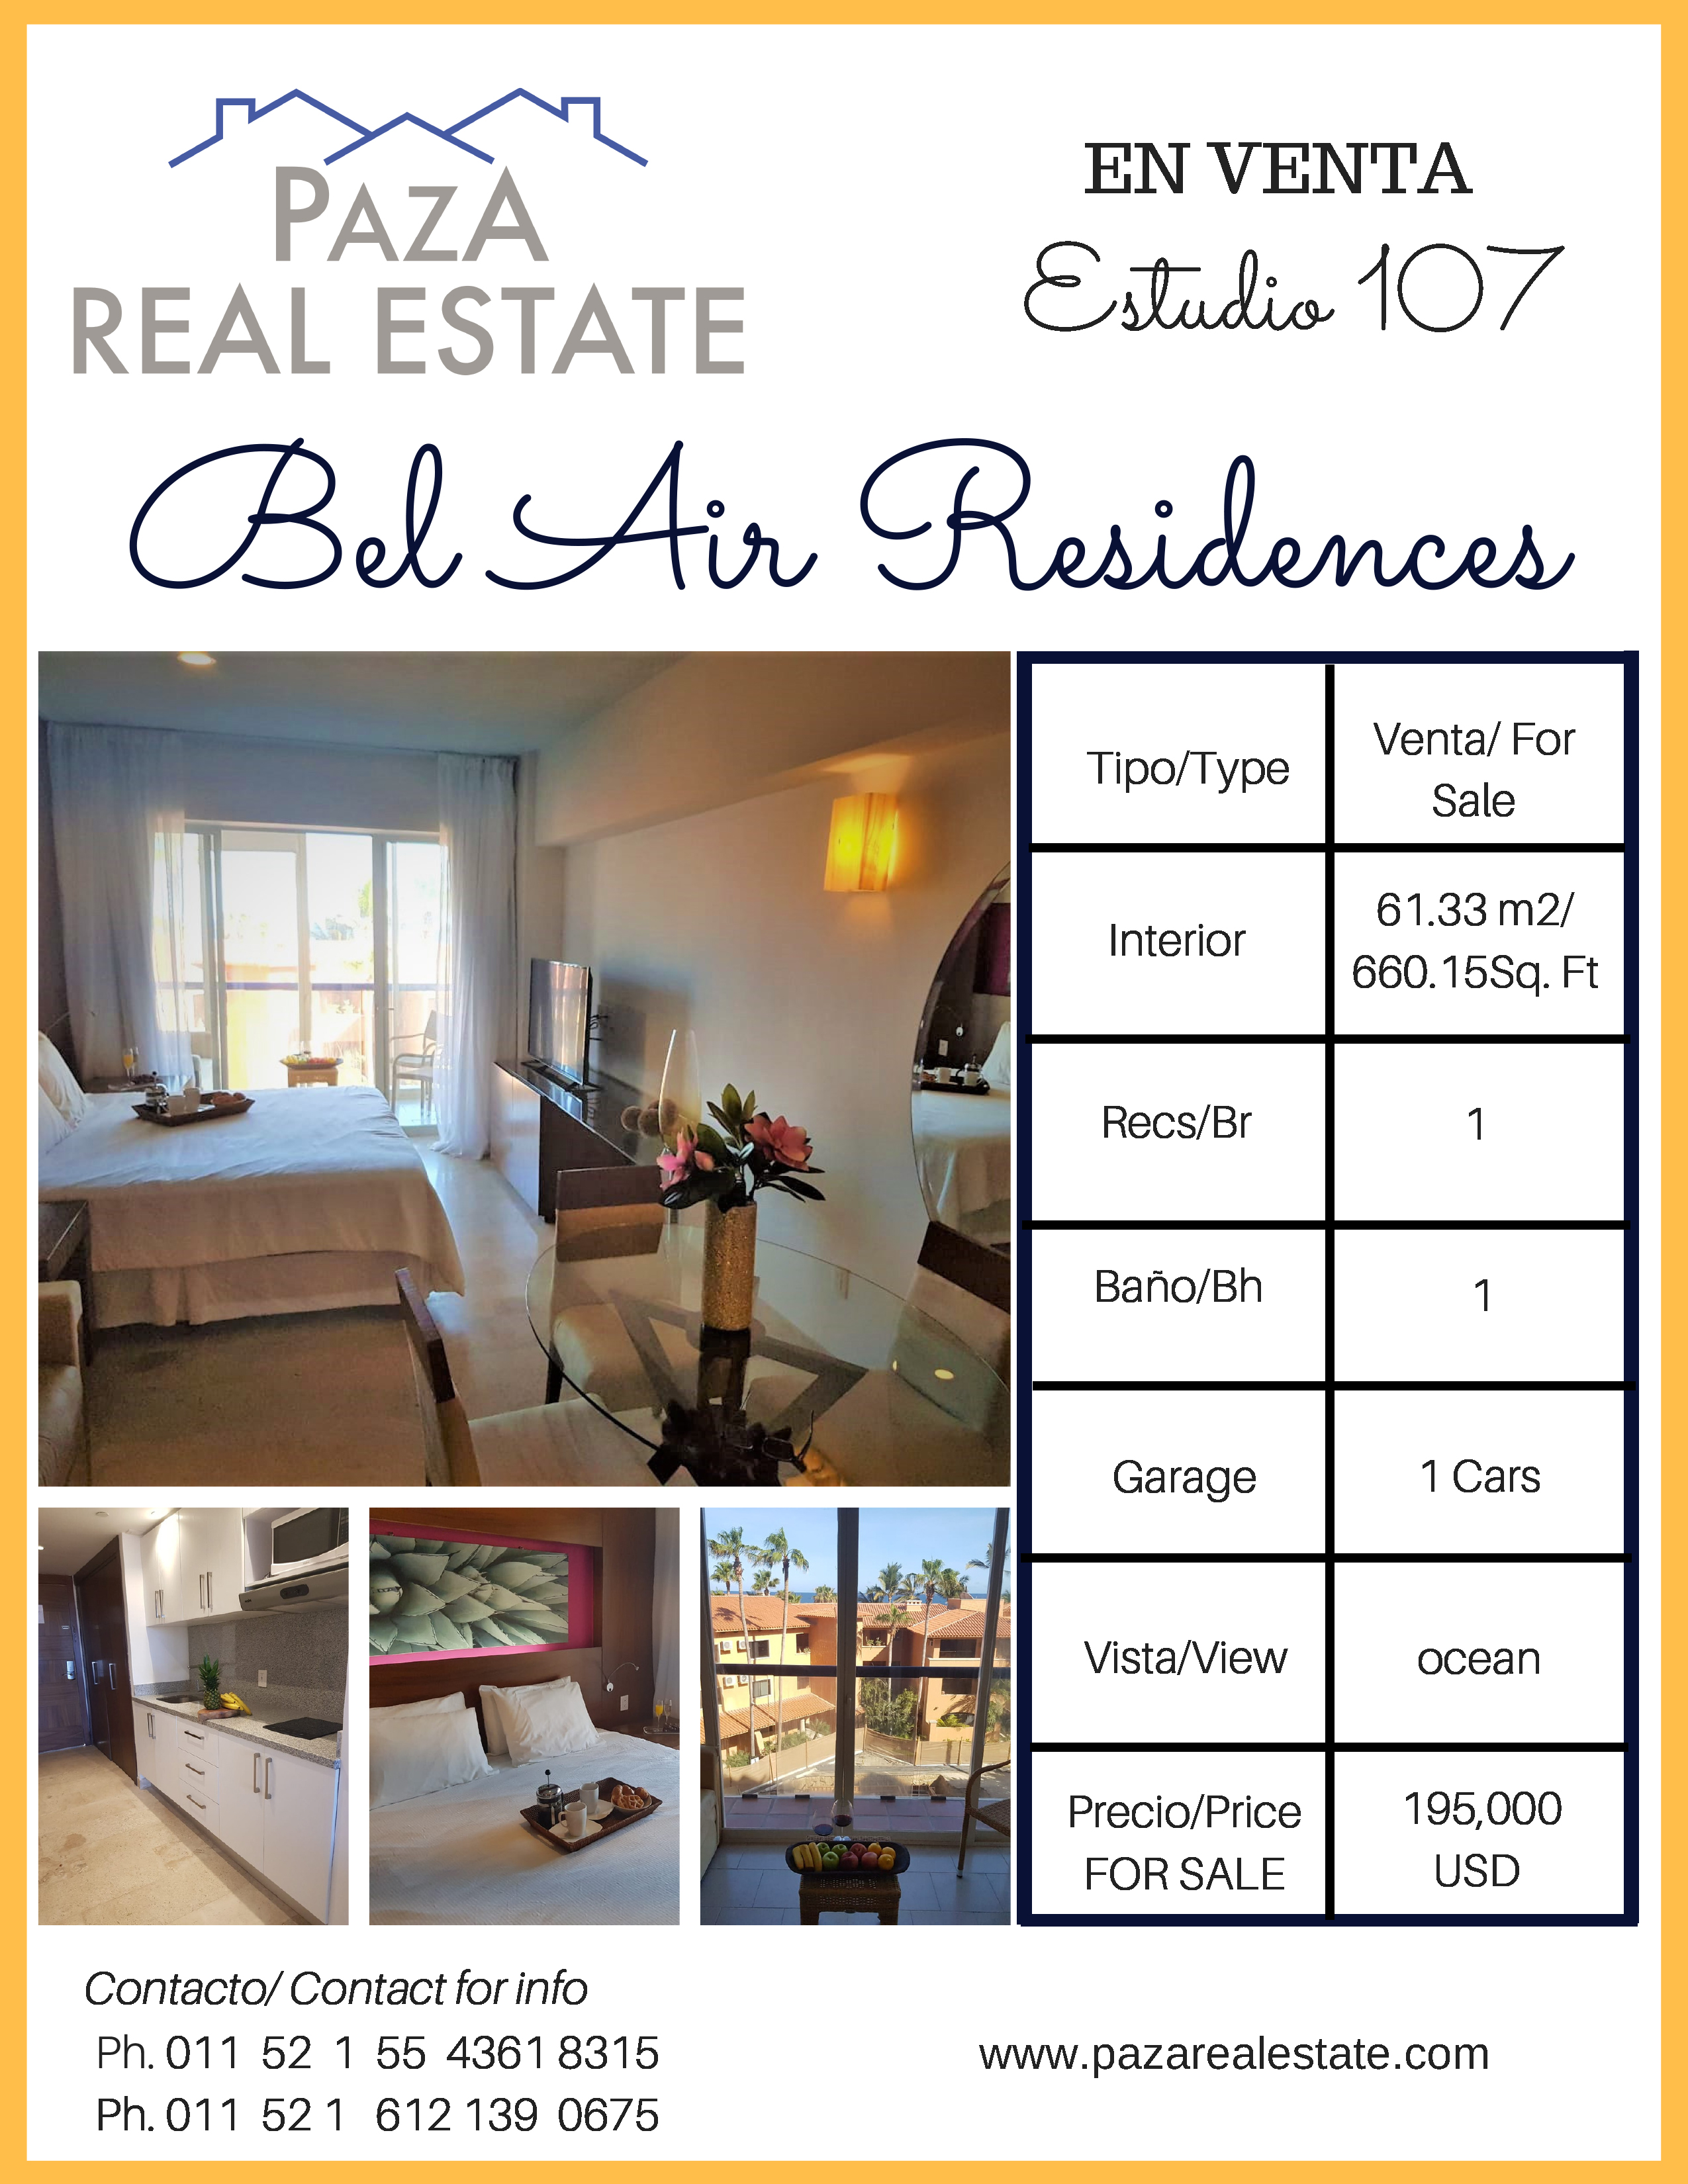 PAZA
REAL ESTATE
EN VENTA
Estudio 107
Bel Air Residences
Tipo/Type
Venta/ For
Sale
Interior
61.33 m2/
660.15Sq. Ft
Recs/Br
1
Baño/Bh
1
Garage
1 Cars
Vista/View
ocean
Precio/Price
FOR SALE
195,000
USD
Contacto/ Contact for info
Ph. 011 52 1 55 4361 8315
Ph. 011 52 1 612 139 0675
www.pazarealestate.com